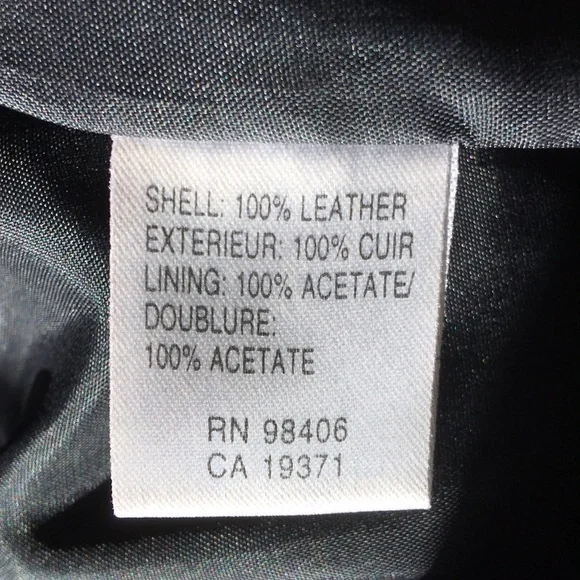 SHELL: 100% LEATHER
EXTERIEUR: 100% CUIR
LINING: 100% ACETATE/
DOUBLURE:
100% ACETATE
RN 98406
CA 19371